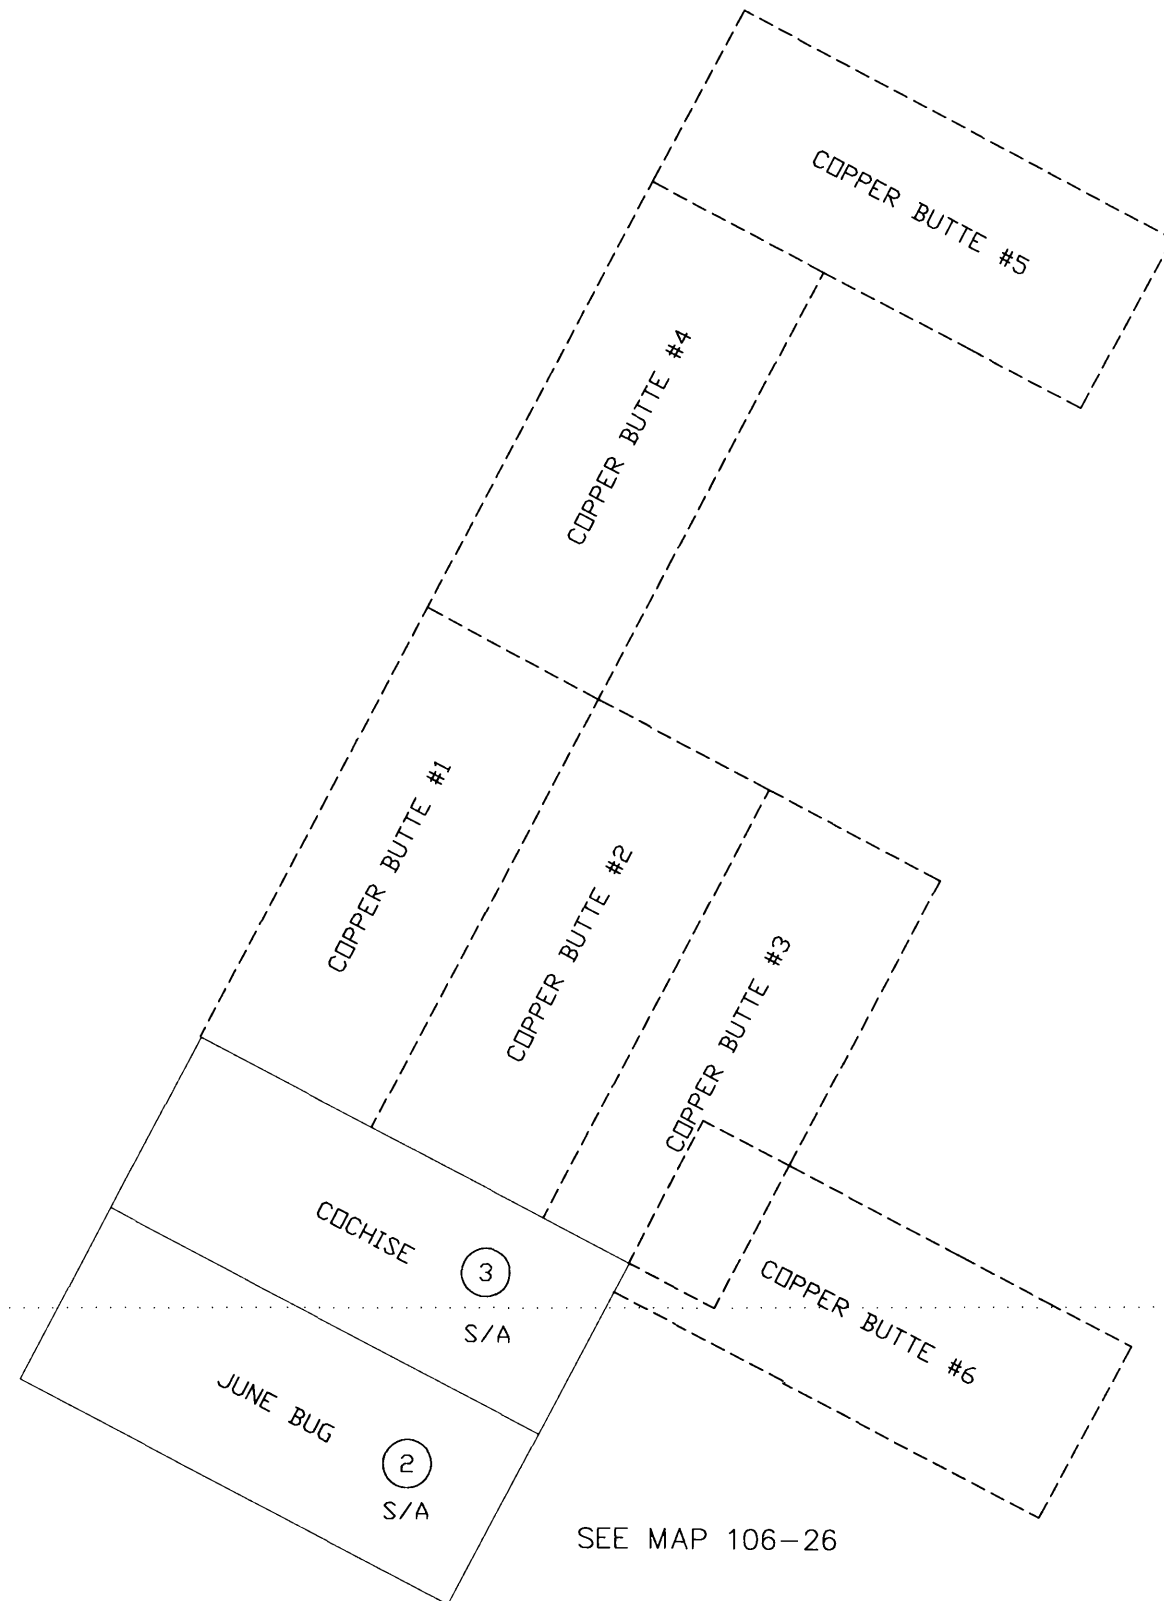 COPPER BUTTE #5
COPPER BUTTE #4
COPPER BUTTE #1
COPPER BUTTE #2
COPPER BUTTE #3
COCHISE
3
S/A
COPPER BUTTE #6
JUNE BUG
2
S/A
SEE MAP 106-26